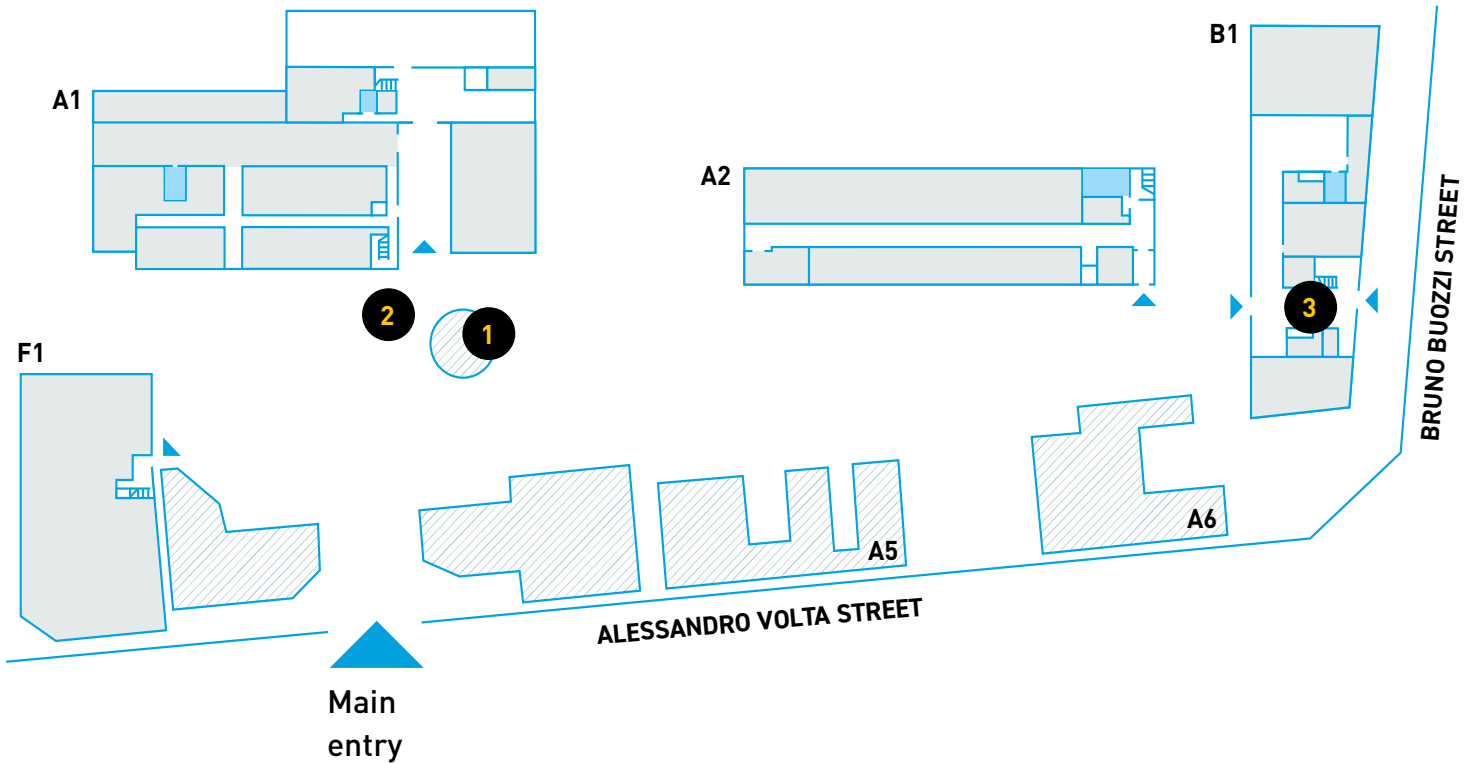 B1
A1
A2
BRUNO BUOZZI STREET
3
2
1
F1
A6
A5
ALESSANDRO VOLTA STREET
Main
entry